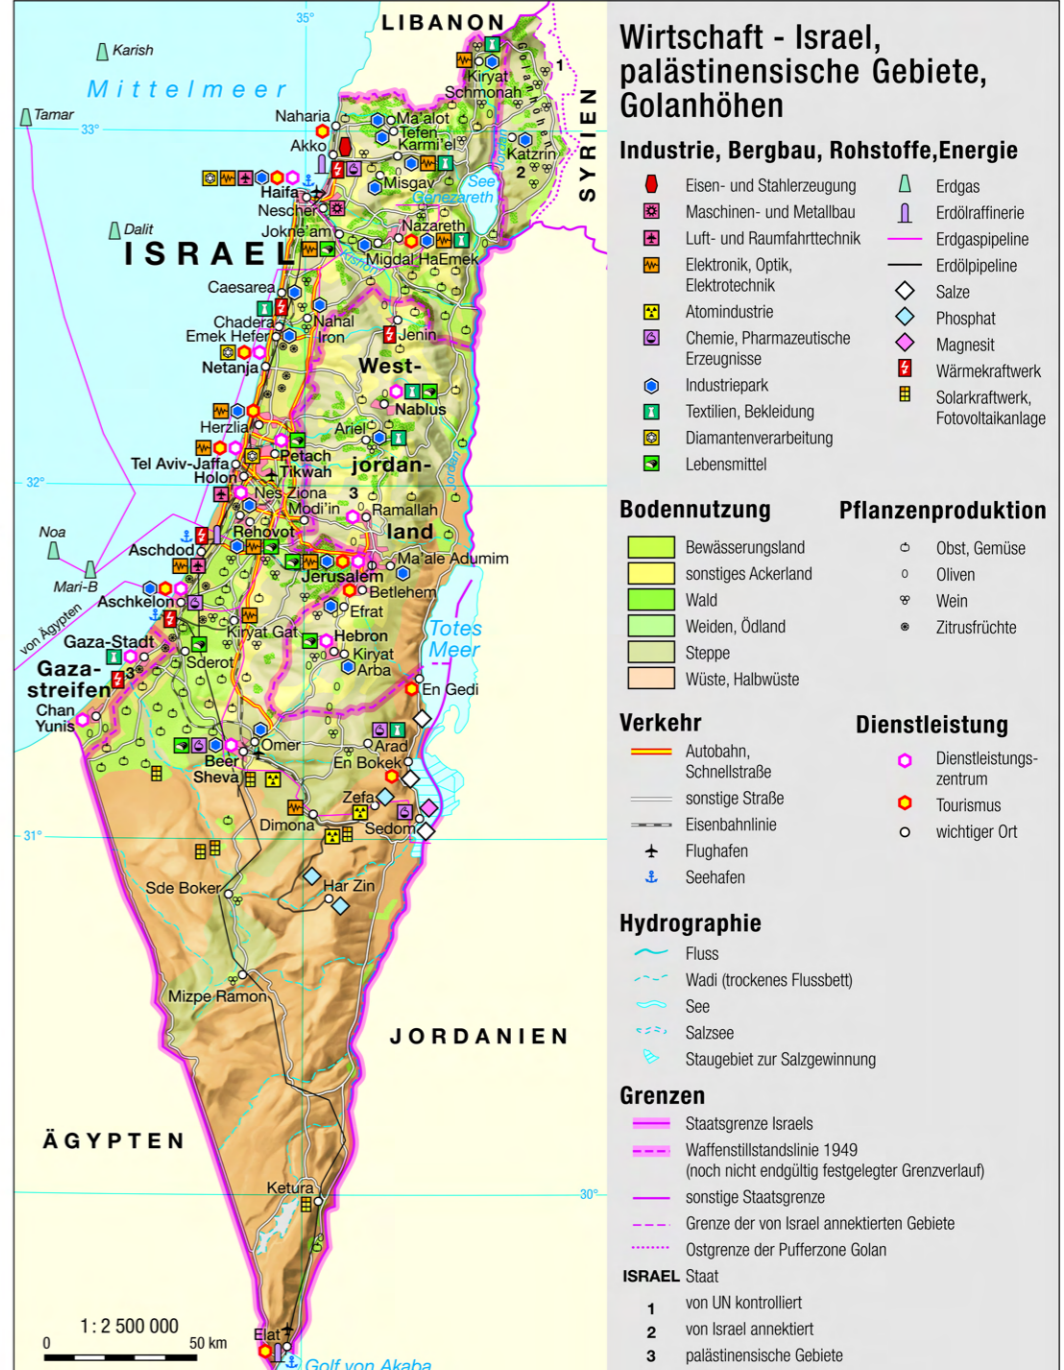 35°
LIBANON
Karish
Mittelmeer
Tamar
33°
Golanhöhen
1
Kiryat
Schmonah
SYRIEN
Naharia
Ma'alot
Tefen
Akko
Karmi'el
Jordan
Katzrin
2
Misgav
See
Genezareth
Haifa
Nescher
Nazareth
Jokne'am
Dalit
ISRAEL
Kishon
Migdal HaEmek
Caesarea
Chadera
Nahal
Iron
Emek Hefer
Jenin
Netanja
West-
Nablus
Herzlia
Ariel
Petach
Tikwah
Tel Aviv-Jaffa
jordan-
Jordan
Holon
32°
Nes Ziona
3
Modi'in
Ramallah
Rehovot
land
Noa
Aschdod
Ma'ale Adumim
Jerusalem
Mari-B
Betlehem
Aschkelon
Efrat
von Ägypten
Kiryat Gat
Totes
Meer
Gaza-Stadt
Hebron
Sderot
Kiryat
Arba
Gaza-
streifen
3
En Gedi
Chan
Yunis
Omer
Arad
Beer
Sheva
En Bokek
Zefa
Dimona
Sedom
31°
Sde Boker
Har Zin
Mizpe Ramon
JORDANIEN
ÄGYPTEN
Ketura
30°
1 : 2 500 000
0
50 km
Elat
Golf von Akaba
Wirtschaft - Israel,
palästinensische Gebiete,
Golanhöhen
Industrie, Bergbau, Rohstoffe,Energie
Eisen- und Stahlerzeugung
Maschinen- und Metallbau
Luft- und Raumfahrttechnik
Elektronik, Optik,
Elektrotechnik
Atomindustrie
Chemie, Pharmazeutische
Erzeugnisse
Industriepark
Textilien, Bekleidung
Diamantenverarbeitung
Lebensmittel
Erdgas
Erdölraffinerie
Erdgaspipeline
Erdölpipeline
Salze
Phosphat
Magnesit
Wärmekraftwerk
Solarkraftwerk,
Fotovoltaikanlage
Bodennutzung
Bewässerungsland
sonstiges Ackerland
Wald
Weiden, Ödland
Steppe
Wüste, Halbwüste
Pflanzenproduktion
Obst, Gemüse
Oliven
Wein
Zitrusfrüchte
Verkehr
Autobahn,
Schnellstraße
sonstige Straße
Eisenbahnlinie
Flughafen
Seehafen
Dienstleistung
Dienstleistungs-
zentrum
Tourismus
wichtiger Ort
Hydrographie
Fluss
Wadi (trockenes Flussbett)
See
Salzsee
Staugebiet zur Salzgewinnung
Grenzen
Staatsgrenze Israels
Waffenstillstandslinie 1949
(noch nicht endgültig festgelegter Grenzverlauf)
sonstige Staatsgrenze
Grenze der von Israel annektierten Gebiete
Ostgrenze der Pufferzone Golan
ISRAEL Staat
1 von UN kontrolliert
2 von Israel annektiert
3 palästinensische Gebiete